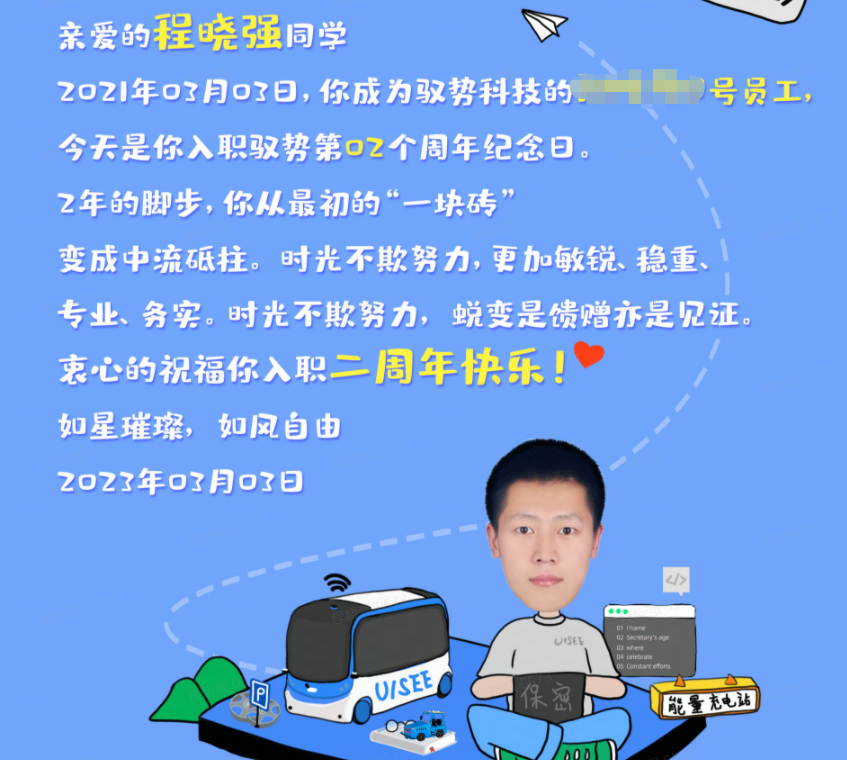 亲爱的程晓强同学
2021年03月03日,你成为驭势科技的号员工,
今天是你入职驭势第02个周年纪念日。
2年的脚步,你从最初的“一块砖”
变成中流砥柱。时光不欺努力,更加敏锐、稳重、
专业、务实。时光不欺努力,蜕变是馈赠亦是见证。
衷心的祝福你入职二周年快乐!
如星璀璨,如风自由
2023年03月03日
</>
01 I'name
02 Secretary's age
03 where
04 celebrate
05 Constant efforts
UISEE
UISEE
保密
P
能量充电站